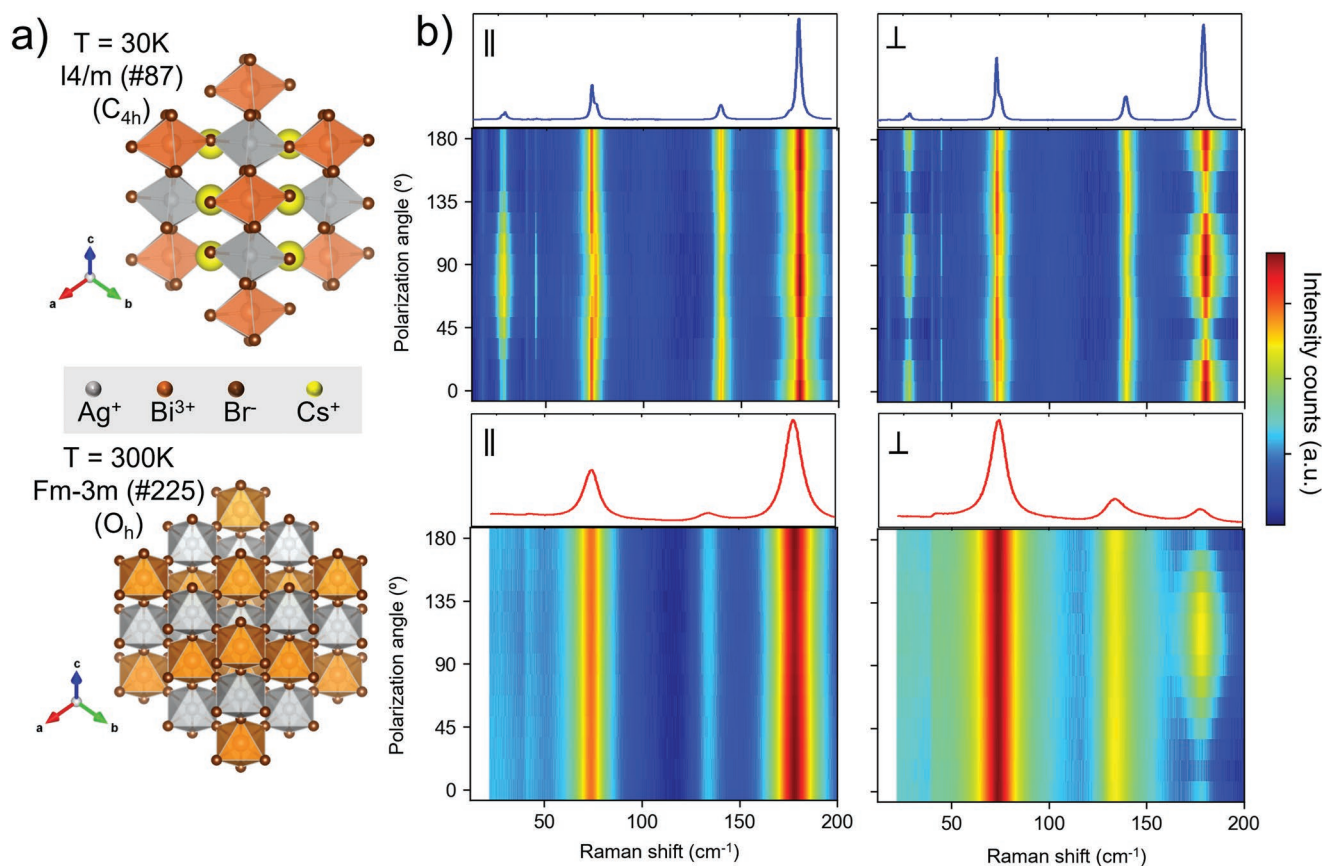 a)
T = 30K
I4/m (#87)
(C4h)
c
a
b
Ag+
Bi3+
Br-
Cs+
T = 300K
Fm-3m (#225)
(Oh)
c
a
b
b)
||
⊥
180
135
90
45
0
Polarization angle (º)
||
⊥
180
135
90
45
0
Polarization angle (º)
50
100
150
200
Raman shift (cm-1)
50
100
150
200
Raman shift (cm-1)
Intensity counts (a.u.)